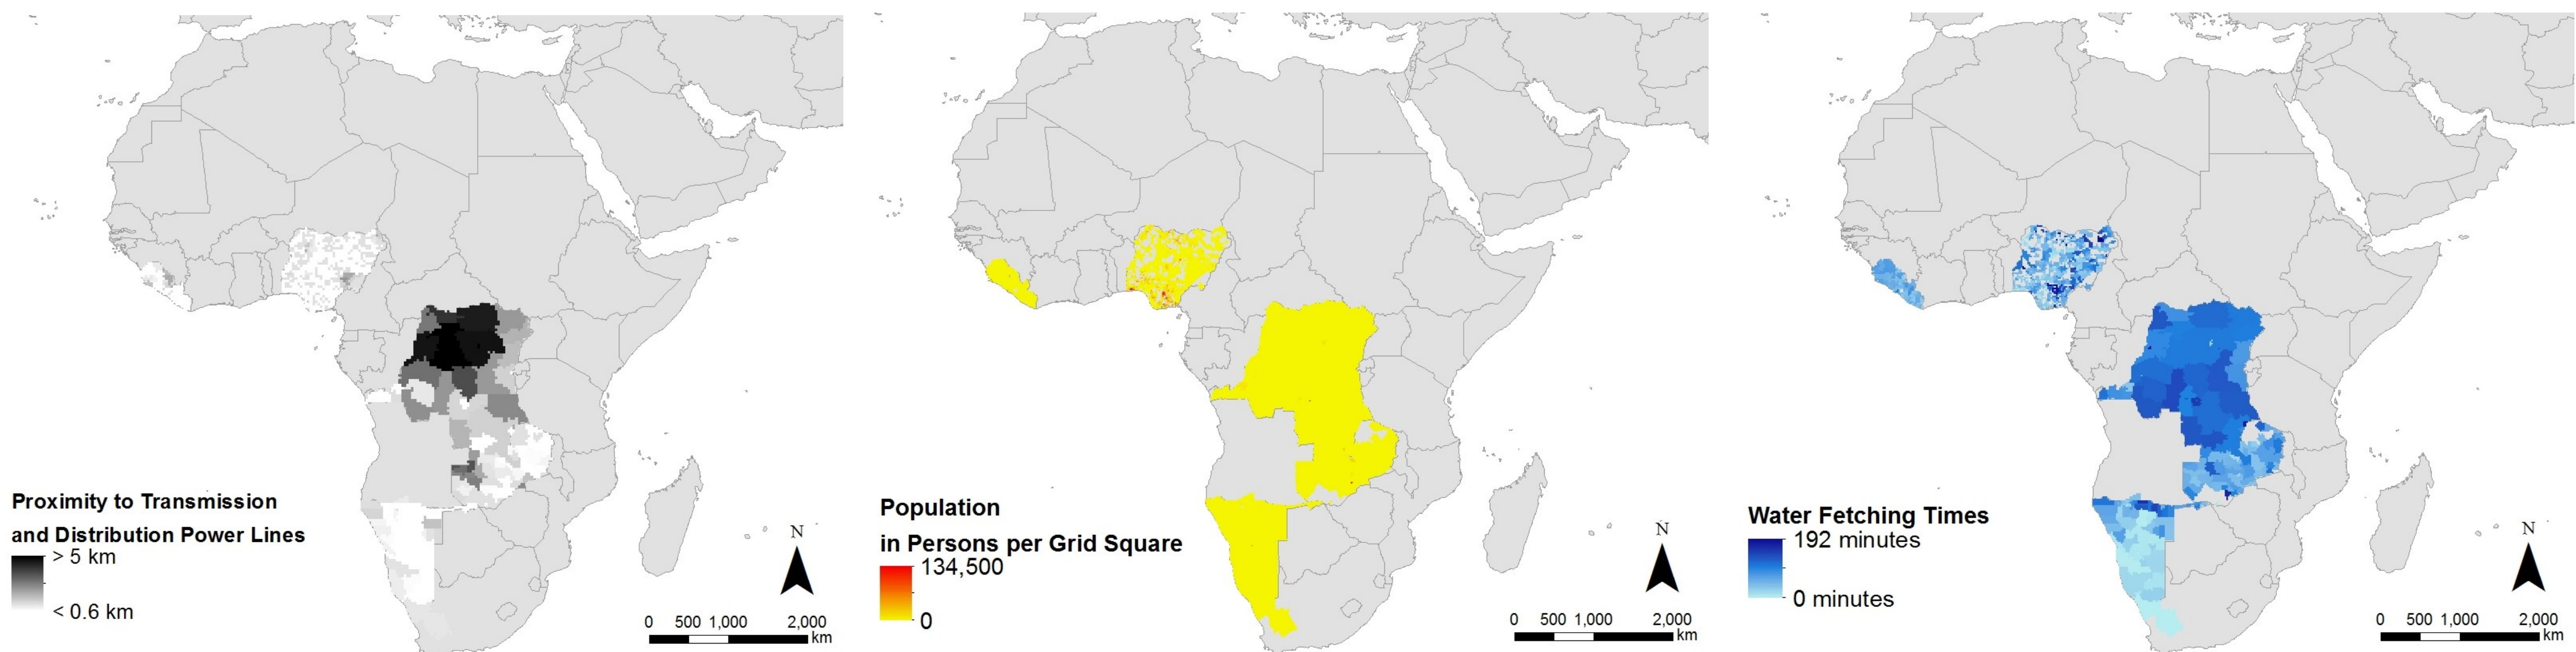 Proximity to Transmission
and Distribution Power Lines
> 5 km
< 0.6 km
N
0 500 1,000 2,000
km
Population
in Persons per Grid Square
134,500
0
N
0 500 1,000 2,000
km
Water Fetching Times
192 minutes
0 minutes
N
0 500 1,000 2,000
km